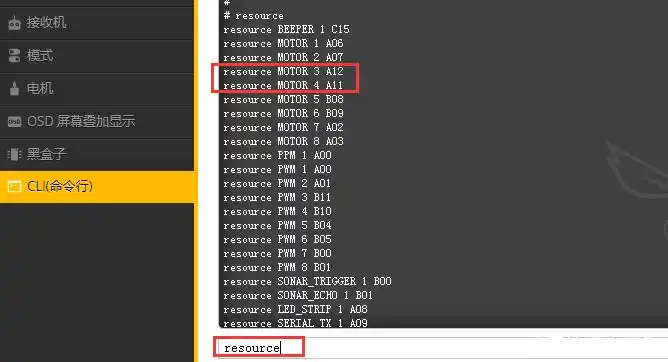 接收机
模式
电机
OSD 屏幕叠加显示
黑盒子
CLI(命令行)
#
# resource
resource BEEPER 1 C15
resource MOTOR 1 A06
resource MOTOR 2 A07
resource MOTOR 3 A12
resource MOTOR 4 A11
resource MOTOR 5 B08
resource MOTOR 6 B09
resource MOTOR 7 A02
resource MOTOR 8 A03
resource PPM 1 A00
resource PWM 1 A00
resource PWM 2 A01
resource PWM 3 B11
resource PWM 4 B10
resource PWM 5 B04
resource PWM 6 B05
resource PWM 7 B00
resource PWM 8 B01
resource SONAR_TRIGGER 1 B00
resource SONAR_ECHO 1 B01
resource LED_STRIP 1 A08
resource SERIAL_TX 1 A09
resource